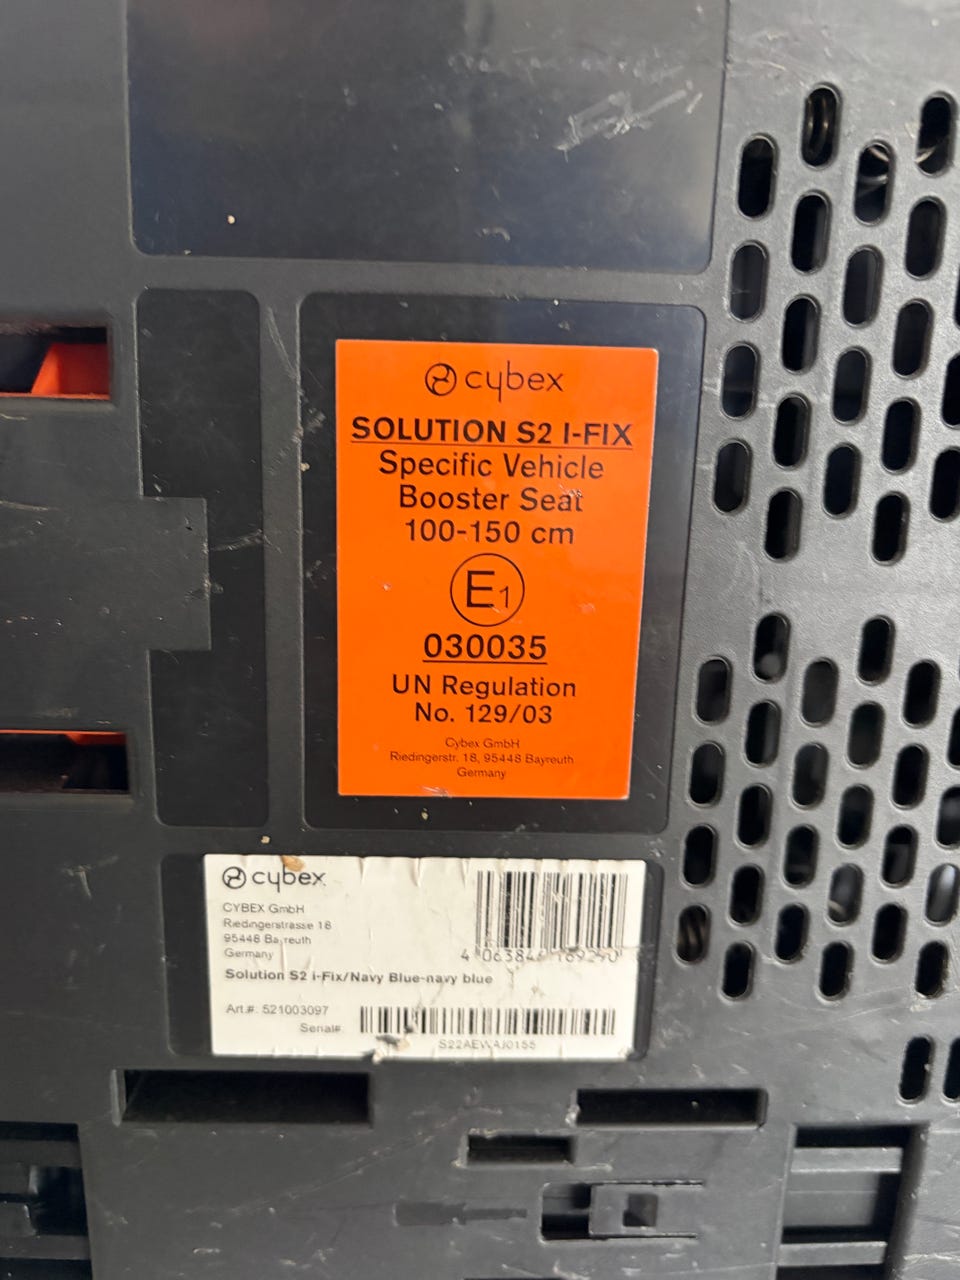 cybex
SOLUTION S2 I-FIX
Specific Vehicle
Booster Seat
100-150 cm
E1
030035
UN Regulation
No. 129/03
Cybex GmbH
Riedingerstr. 18, 95448 Bayreuth
Germany
cybex
CYBEX GmbH
Riedingerstrasse 18
95448 Bayreuth
Germany
Solution S2 i-Fix/Navy Blue-navy blue
Art.#: 521003097
Serial#: